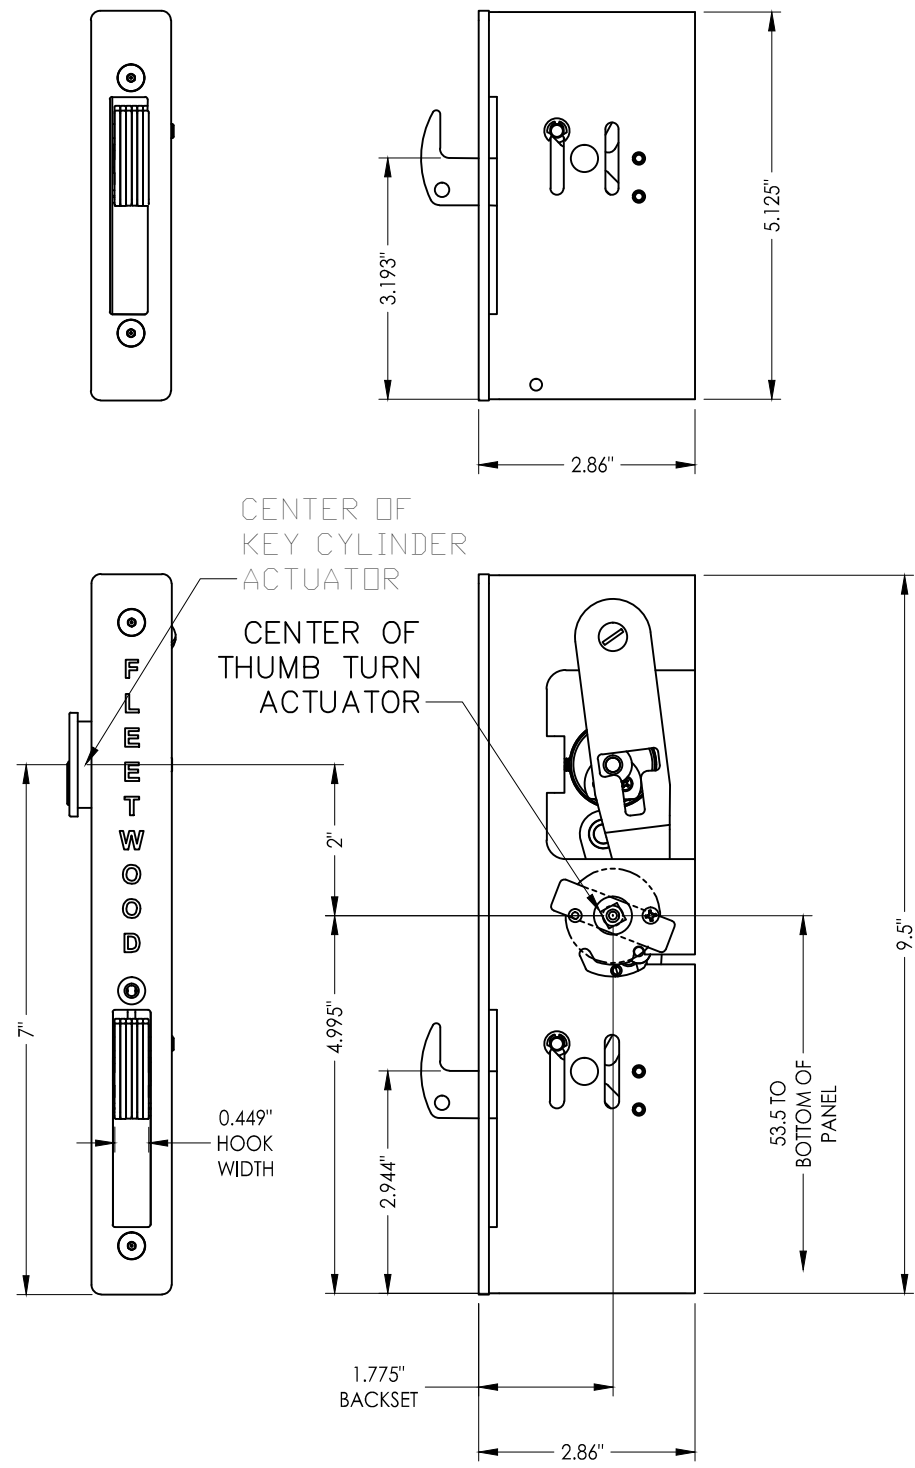 5.125"
3.193"
2.86"
CENTER OF
KEY CYLINDER
ACTUATOR
CENTER OF
THUMB TURN
ACTUATOR
F
L
E
E
T
W
O
O
D
2"
9.5"
7"
4.995"
53.5 TO
BOTTOM OF
PANEL
0.449"
HOOK
WIDTH
2.944"
1.775"
BACKSET
2.86"